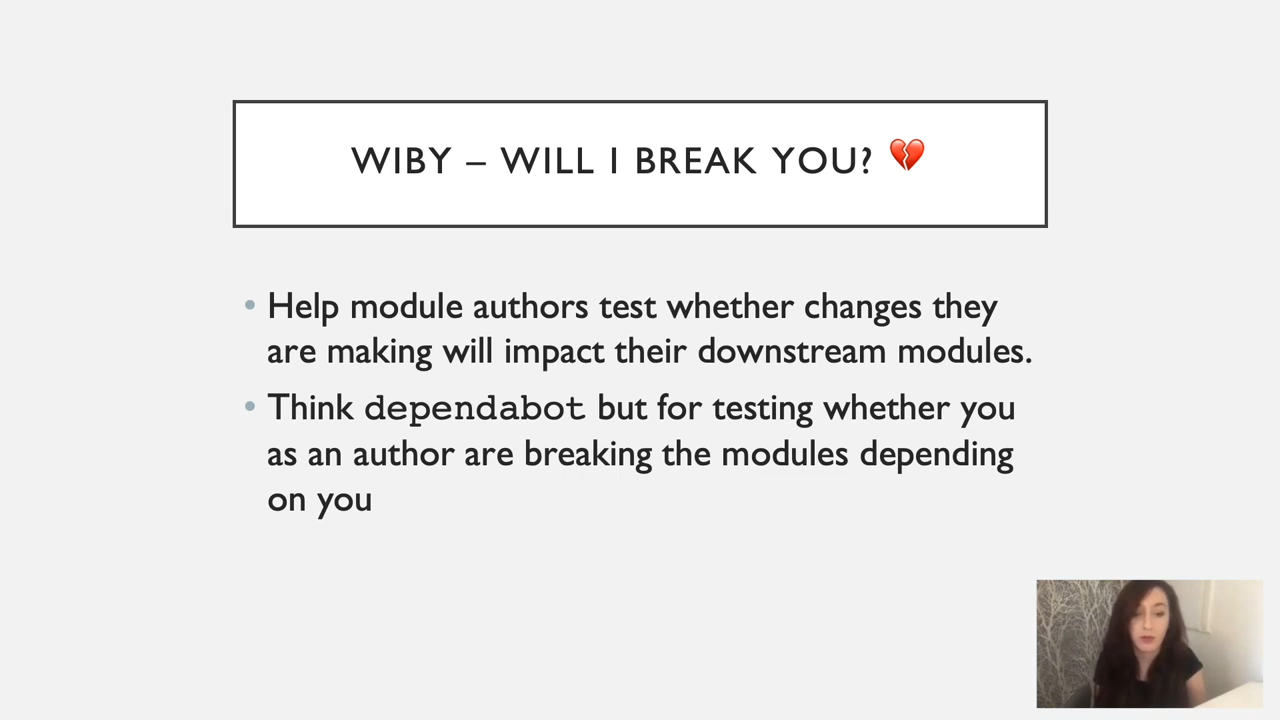 WIBY – WILL I BREAK YOU? 💔
• Help module authors test whether changes they
are making will impact their downstream modules.
• Think dependabot but for testing whether you
as an author are breaking the modules depending
on you